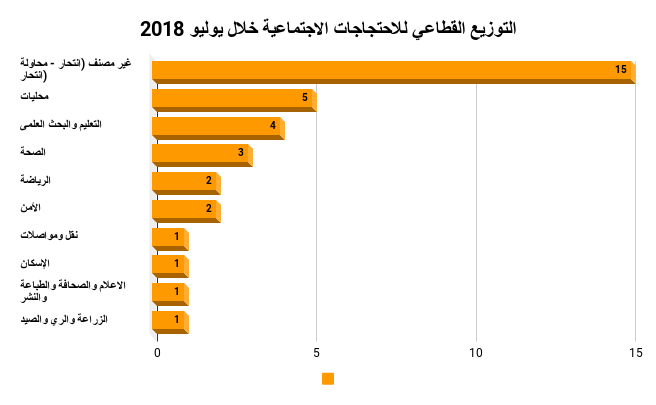 التوزيع القطاعي للاحتجاجات الاجتماعية خلال يوليو 2018
غير مصنف (انتحار - محاولة
انتحار)
15
محليات
5
التعليم والبحث العلمى
4
الصحة
3
الرياضة
2
الأمن
2
نقل ومواصلات
1
الإسكان
1
الاعلام والصحافة والطباعة
والنشر
1
الزراعة والري والصيد
1
0 5 10 15